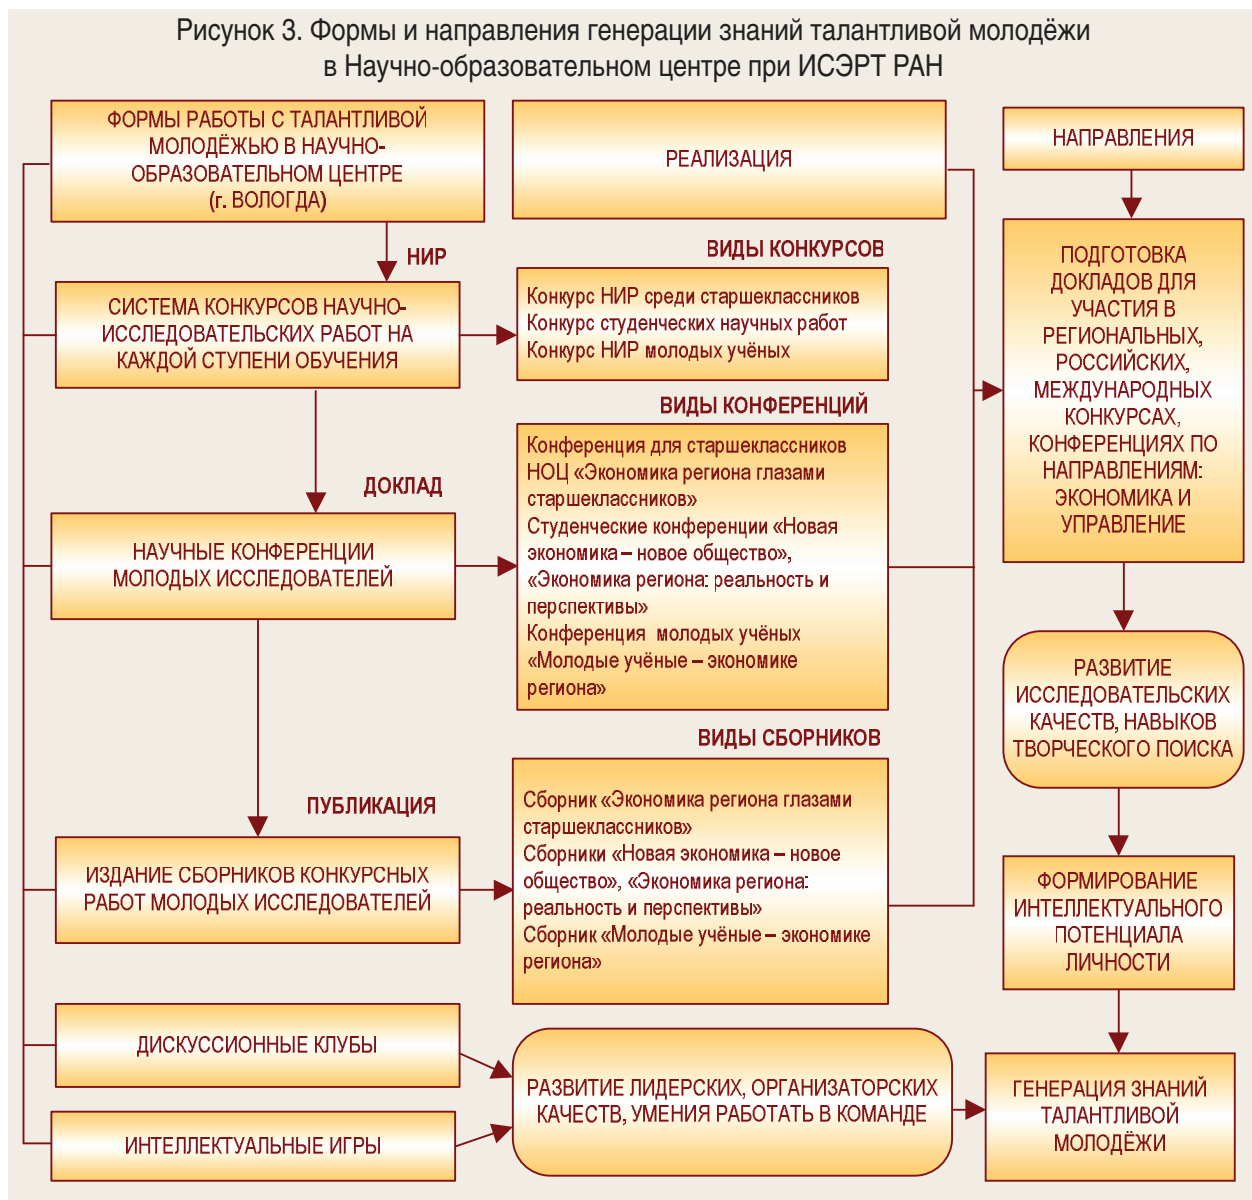 Рисунок 3. Формы и направления генерации знаний талантливой молодёжи
в Научно-образовательном центре при ИСЭРТ РАН
ФОРМЫ РАБОТЫ С ТАЛАНТЛИВОЙ
МОЛОДЁЖЬЮ В НАУЧНО-
ОБРАЗОВАТЕЛЬНОМ ЦЕНТРЕ
(г. ВОЛОГДА)
РЕАЛИЗАЦИЯ
НАПРАВЛЕНИЯ
НИР
СИСТЕМА КОНКУРСОВ НАУЧНО-
ИССЛЕДОВАТЕЛЬСКИХ РАБОТ НА
КАЖДОЙ СТУПЕНИ ОБУЧЕНИЯ
ВИДЫ КОНКУРСОВ
Конкурс НИР среди старшеклассников
Конкурс студенческих научных работ
Конкурс НИР молодых учёных
ДОКЛАД
НАУЧНЫЕ КОНФЕРЕНЦИИ
МОЛОДЫХ ИССЛЕДОВАТЕЛЕЙ
ВИДЫ КОНФЕРЕНЦИЙ
Конференция для старшеклассников
НОЦ «Экономика региона глазами
старшеклассников»
Студенческие конференции «Новая
экономика – новое общество»,
«Экономика региона: реальность и
перспективы»
Конференция молодых учёных
«Молодые учёные – экономике
региона»
ПУБЛИКАЦИЯ
ИЗДАНИЕ СБОРНИКОВ КОНКУРСНЫХ
РАБОТ МОЛОДЫХ ИССЛЕДОВАТЕЛЕЙ
ВИДЫ СБОРНИКОВ
Сборник «Экономика региона глазами
старшеклассников»
Сборники «Новая экономика – новое
общество», «Экономика региона:
реальность и перспективы»
Сборник «Молодые учёные – экономике
региона»
ДИСКУССИОННЫЕ КЛУБЫ
ИНТЕЛЛЕКТУАЛЬНЫЕ ИГРЫ
РАЗВИТИЕ ЛИДЕРСКИХ, ОРГАНИЗАТОРСКИХ
КАЧЕСТВ, УМЕНИЯ РАБОТАТЬ В КОМАНДЕ
ПОДГОТОВКА
ДОКЛАДОВ ДЛЯ
УЧАСТИЯ В
РЕГИОНАЛЬНЫХ,
РОССИЙСКИХ,
МЕЖДУНАРОДНЫХ
КОНКУРСАХ,
КОНФЕРЕНЦИЯХ ПО
НАПРАВЛЕНИЯМ:
ЭКОНОМИКА И
УПРАВЛЕНИЕ
РАЗВИТИЕ
ИССЛЕДОВАТЕЛЬСКИХ
КАЧЕСТВ, НАВЫКОВ
ТВОРЧЕСКОГО ПОИСКА
ФОРМИРОВАНИЕ
ИНТЕЛЛЕКТУАЛЬНОГО
ПОТЕНЦИАЛА
ЛИЧНОСТИ
ГЕНЕРАЦИЯ ЗНАНИЙ
ТАЛАНТЛИВОЙ
МОЛОДЁЖИ